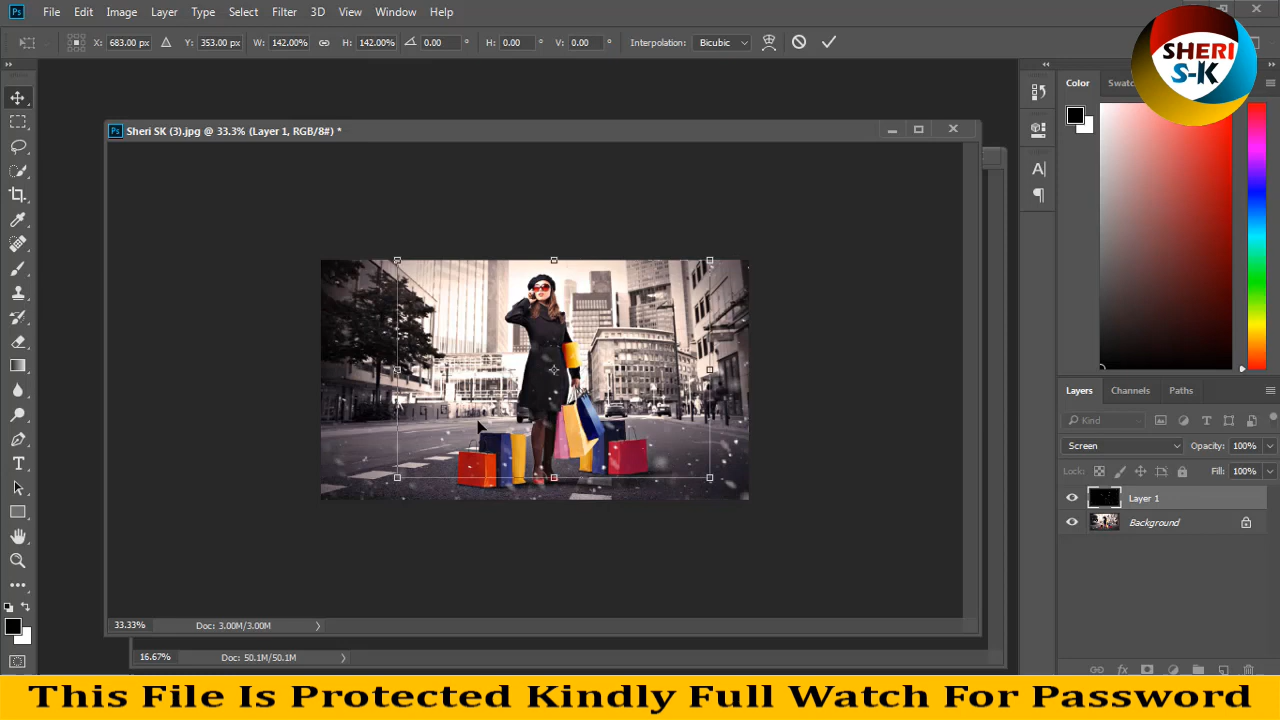 File Edit Image Layer Type Select Filter 3D View Window Help
X: 683.00 px Y: 353.00 px W: 142.00% H: 142.00% 0.00 ° H: 0.00 ° V: 0.00 ° Interpolation: Bicubic
SHERI
S-K
Color Swatc
Sheri SK (3).jpg @ 33.3% (Layer 1, RGB/8#) *
Layers Channels Paths
Kind
Screen Opacity: 100%
Lock: Fill: 100%
Layer 1
Background
33.33% Doc: 3.00M/3.00M
16.67% Doc: 50.1M/50.1M
This File Is Protected Kindly Full Watch For Password